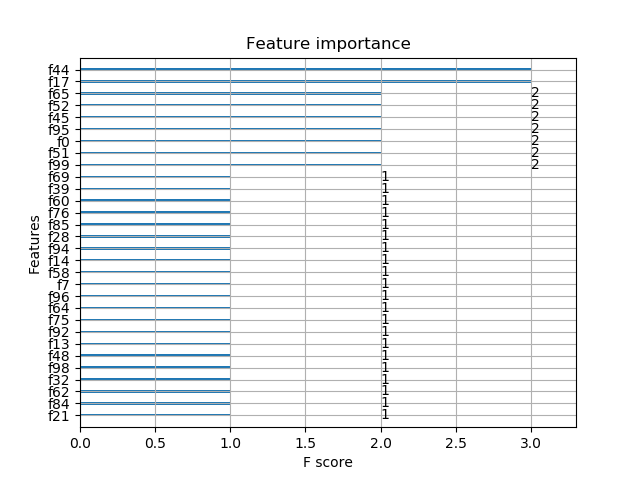 Feature importance
f44
f17
f65 2
f52 2
f45 2
f95 2
f0 2
f51 2
f99 2
f69 1
f39 1
f60 1
f76 1
f85 1
f28 1
f94 1
f14 1
f58 1
f7 1
f96 1
f64 1
f75 1
f92 1
f13 1
f48 1
f98 1
f32 1
f62 1
f84 1
f21 1
Features
0.0 0.5 1.0 1.5 2.0 2.5 3.0
F score